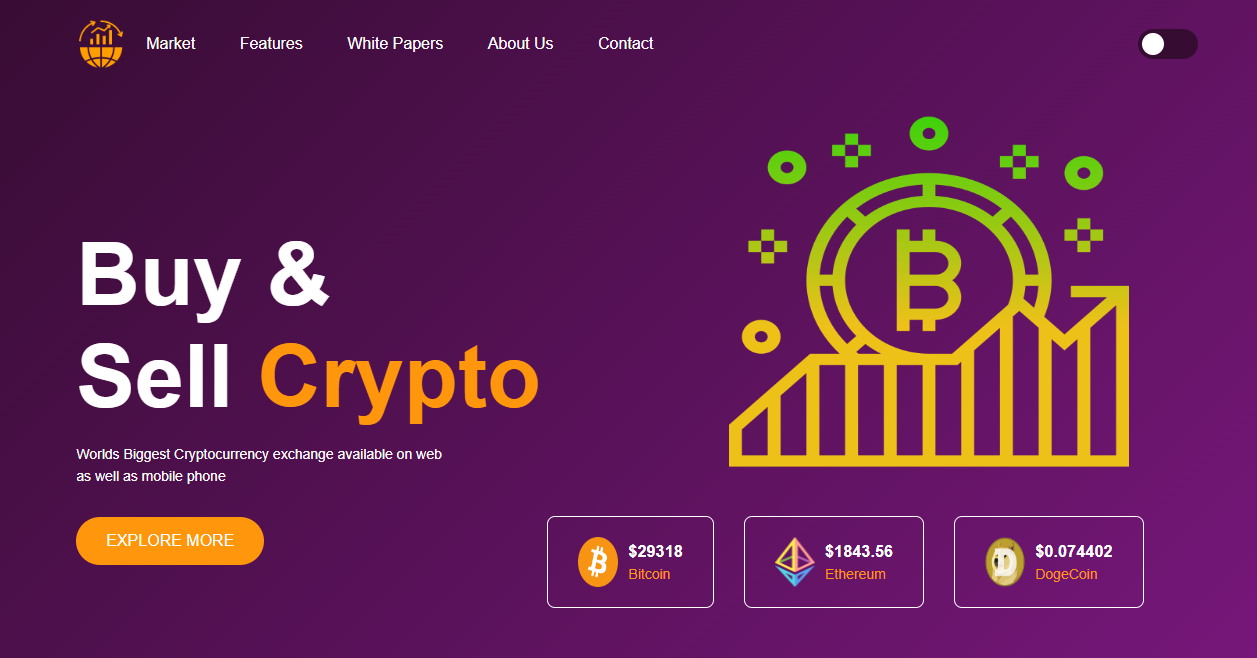 Market Features White Papers About Us Contact
Buy &
Sell Crypto
Worlds Biggest Cryptocurrency exchange available on web
as well as mobile phone
EXPLORE MORE
$29318
Bitcoin
$1843.56
Ethereum
$0.074402
DogeCoin